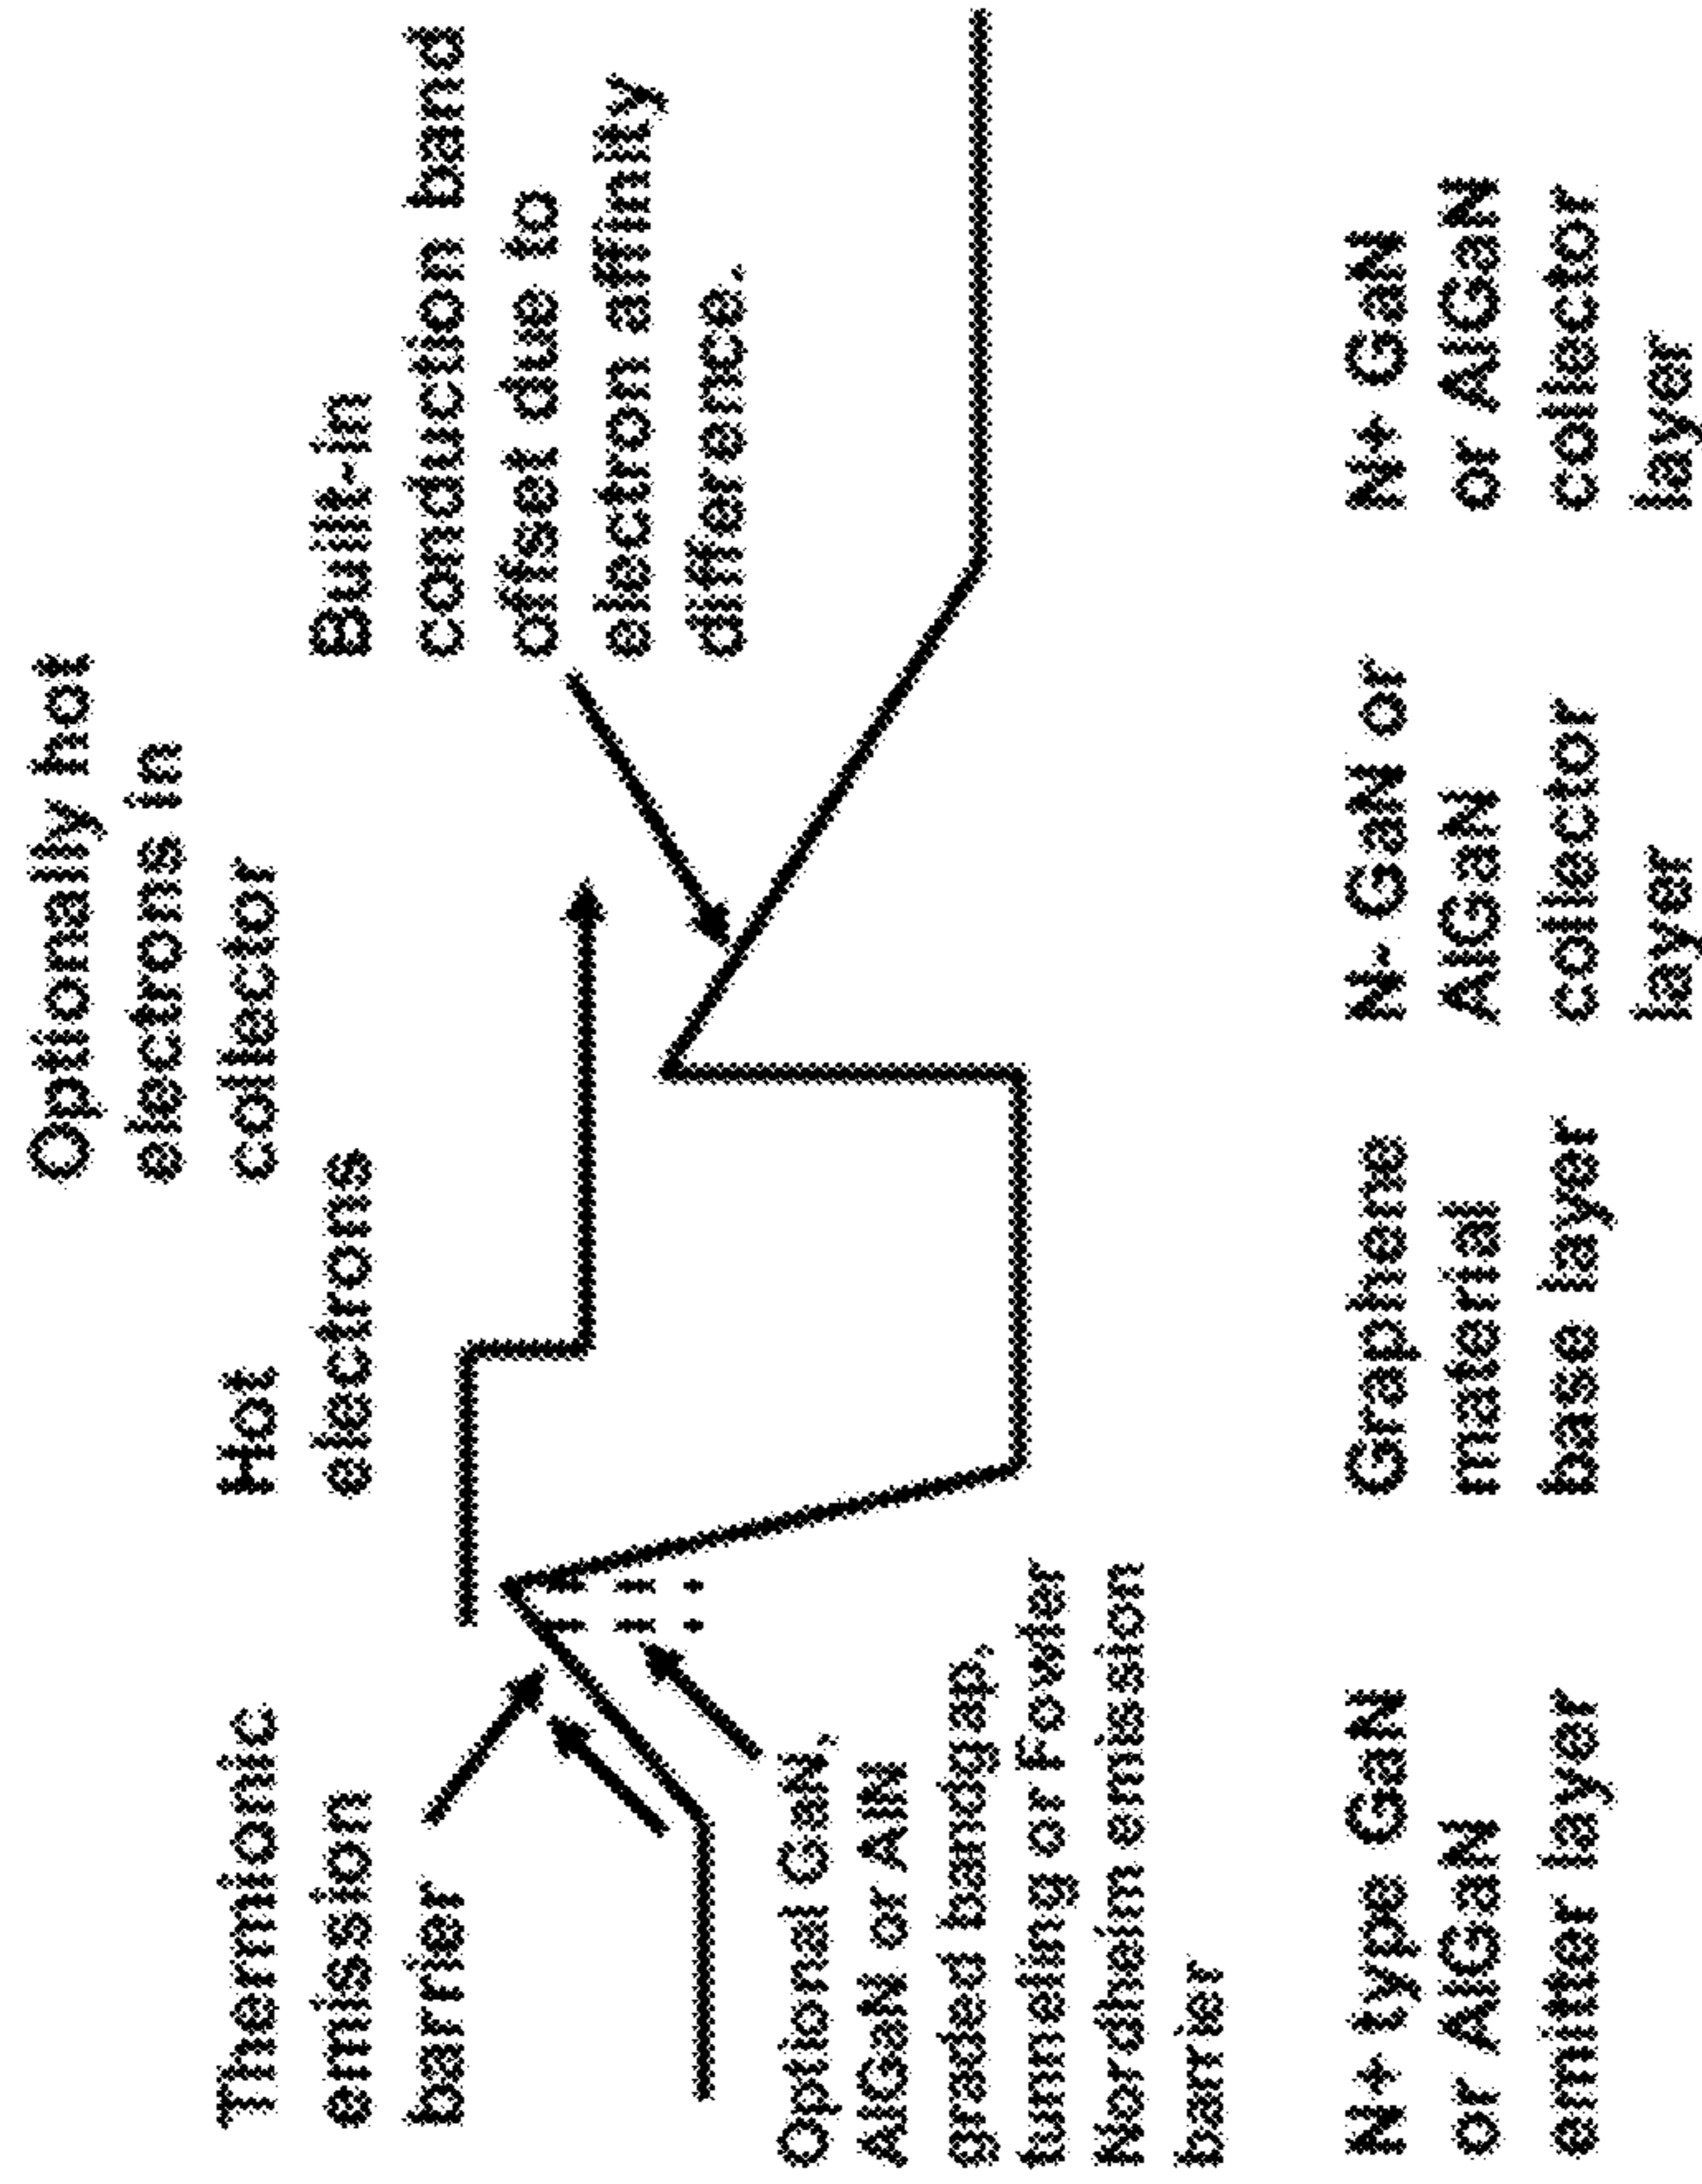 Optionally hot
electrons in
collector
Thermionic
emission
barrier
Hot
electrons
Built-in
conduction band
offset due to
electron affinity
difference.
Optional GaN,
AlGaN or AlN
graded bandgap,
tunneling or Fowler
Nordheim emission
barrier
N+ type GaN
or AlGaN
emitter layer
Graphene
material
base layer
N- GaN or
AlGaN
collector
layer
N+ GaN
or AlGaN
collector
layer